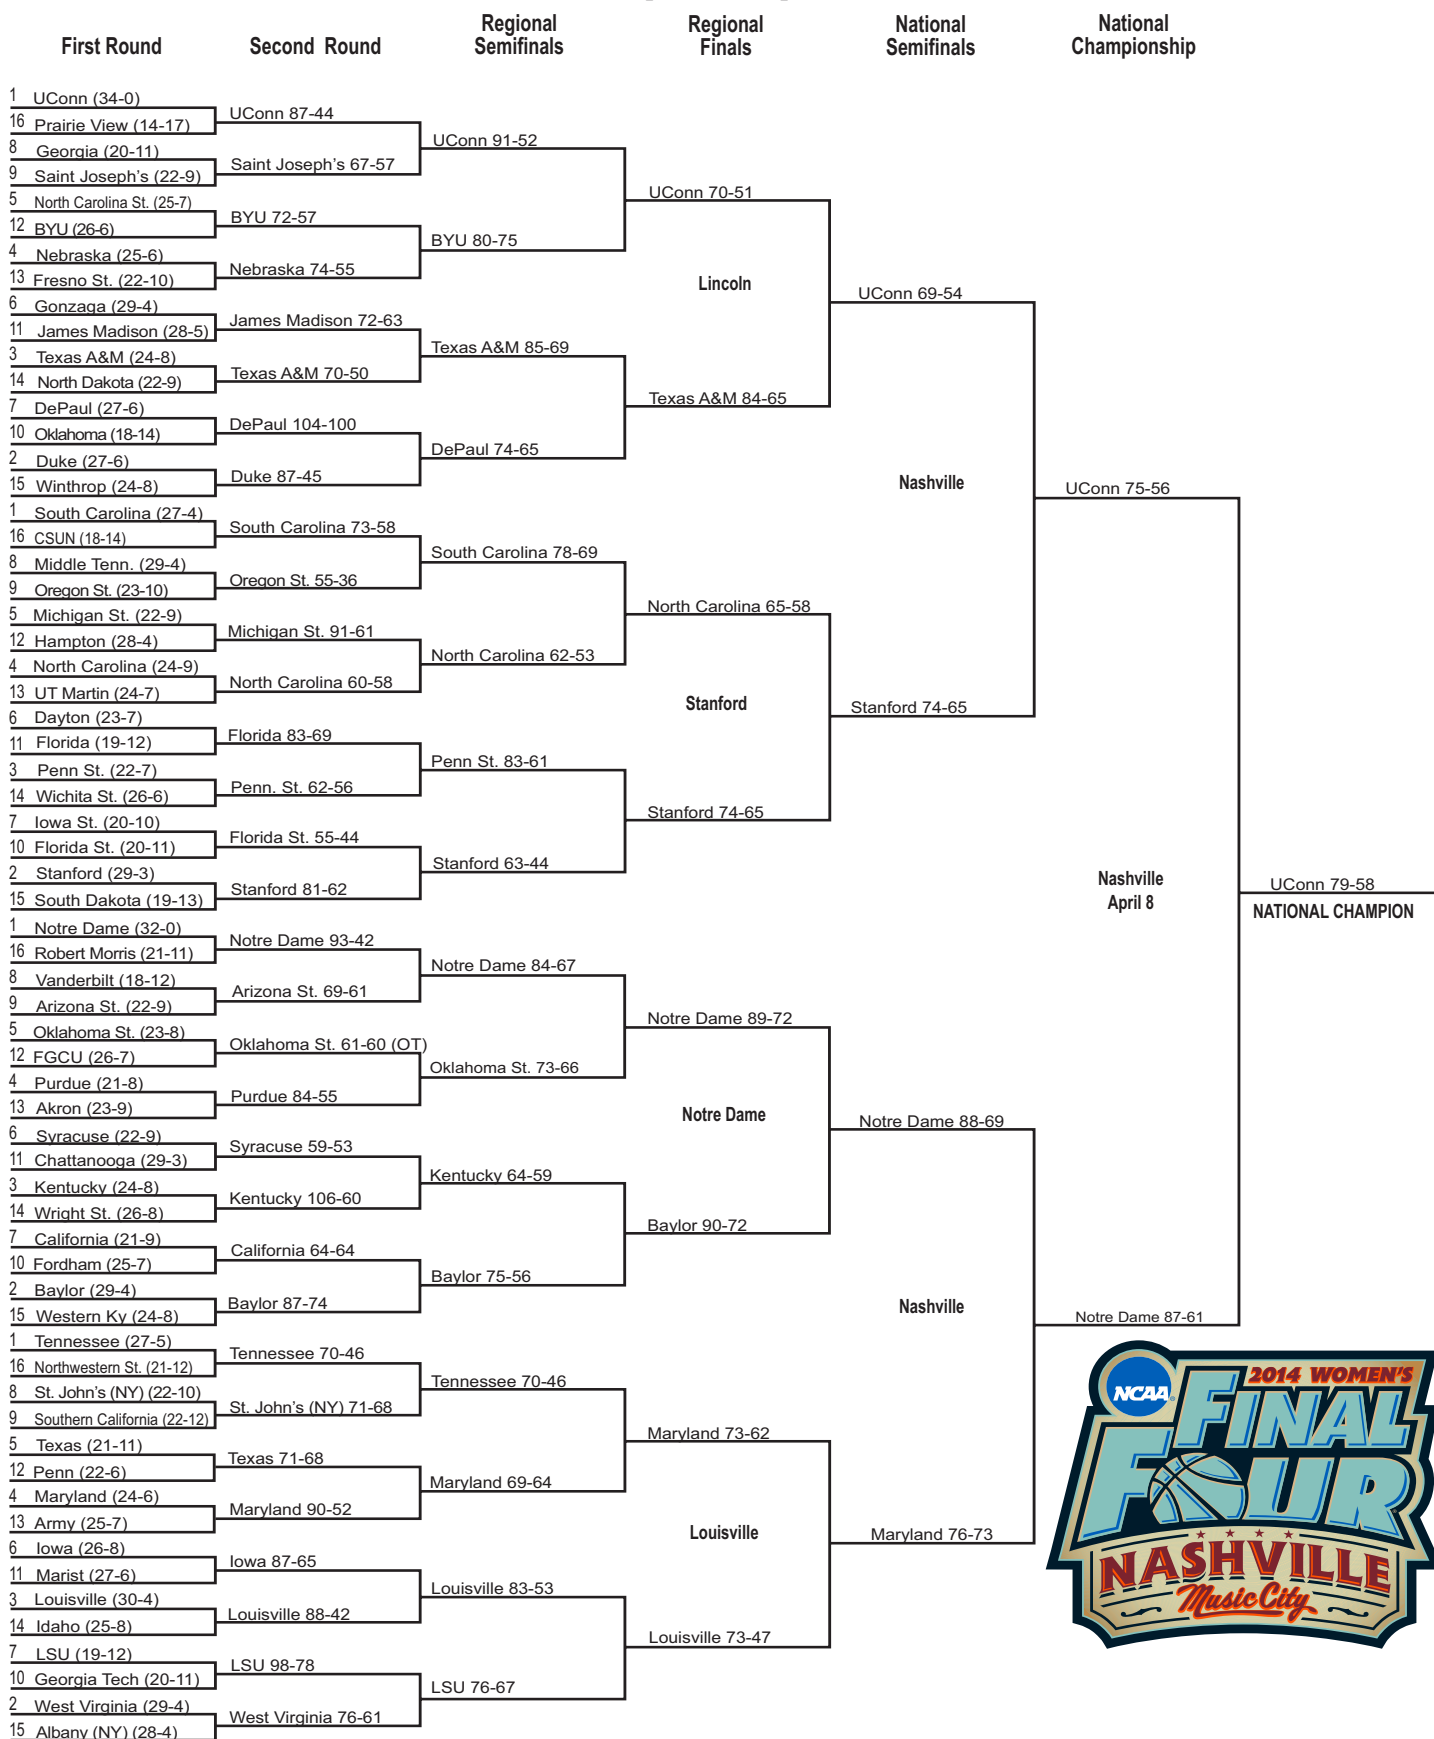 First Round
Second Round
Regional
Semifinals
Regional
Finals
National
Semifinals
National
Championship
1 UConn (34-0)
16 Prairie View (14-17)
8 Georgia (20-11)
9 Saint Joseph's (22-9)
5 North Carolina St. (25-7)
12 BYU (26-6)
4 Nebraska (25-6)
13 Fresno St. (22-10)
6 Gonzaga (29-4)
11 James Madison (28-5)
3 Texas A&M (24-8)
14 North Dakota (22-9)
7 DePaul (27-6)
10 Oklahoma (18-14)
2 Duke (27-6)
15 Winthrop (24-8)
1 South Carolina (27-4)
16 CSUN (18-14)
8 Middle Tenn. (29-4)
9 Oregon St. (23-10)
5 Michigan St. (22-9)
12 Hampton (28-4)
4 North Carolina (24-9)
13 UT Martin (24-7)
6 Dayton (23-7)
11 Florida (19-12)
3 Penn St. (22-7)
14 Wichita St. (26-6)
7 Iowa St. (20-10)
10 Florida St. (20-11)
2 Stanford (29-3)
15 South Dakota (19-13)
1 Notre Dame (32-0)
16 Robert Morris (21-11)
8 Vanderbilt (18-12)
9 Arizona St. (22-9)
5 Oklahoma St. (23-8)
12 FGCU (26-7)
4 Purdue (21-8)
13 Akron (23-9)
6 Syracuse (22-9)
11 Chattanooga (29-3)
3 Kentucky (24-8)
14 Wright St. (26-8)
7 California (21-9)
10 Fordham (25-7)
2 Baylor (29-4)
15 Western Ky (24-8)
1 Tennessee (27-5)
16 Northwestern St. (21-12)
8 St. John's (NY) (22-10)
9 Southern California (22-12)
5 Texas (21-11)
12 Penn (22-6)
4 Maryland (24-6)
13 Army (25-7)
6 Iowa (26-8)
11 Marist (27-6)
3 Louisville (30-4)
14 Idaho (25-8)
7 LSU (19-12)
10 Georgia Tech (20-11)
2 West Virginia (29-4)
15 Albany (NY) (28-4)
UConn 87-44
Saint Joseph's 67-57
BYU 72-57
Nebraska 74-55
James Madison 72-63
Texas A&M 70-50
DePaul 104-100
Duke 87-45
South Carolina 73-58
Oregon St. 55-36
Michigan St. 91-61
North Carolina 60-58
Florida 83-69
Penn. St. 62-56
Florida St. 55-44
Stanford 81-62
Notre Dame 93-42
Arizona St. 69-61
Oklahoma St. 61-60 (OT)
Purdue 84-55
Syracuse 59-53
Kentucky 106-60
California 64-64
Baylor 87-74
Tennessee 70-46
St. John's (NY) 71-68
Texas 71-68
Maryland 90-52
Iowa 87-65
Louisville 88-42
LSU 98-78
West Virginia 76-61
UConn 91-52
BYU 80-75
Texas A&M 85-69
DePaul 74-65
South Carolina 78-69
North Carolina 62-53
Penn St. 83-61
Stanford 63-44
Notre Dame 84-67
Oklahoma St. 73-66
Kentucky 64-59
Baylor 75-56
Tennessee 70-46
Maryland 69-64
Louisville 83-53
LSU 76-67
UConn 70-51
Lincoln
Texas A&M 84-65
North Carolina 65-58
Stanford
Stanford 74-65
Notre Dame 89-72
Notre Dame
Baylor 90-72
Maryland 73-62
Louisville
Louisville 73-47
UConn 69-54
Nashville
Stanford 74-65
Notre Dame 88-69
Nashville
Maryland 76-73
UConn 75-56
Nashville
April 8
Notre Dame 87-61
UConn 79-58
NATIONAL CHAMPION
NCAA
2014 WOMEN'S
FINAL
FOUR
NASHVILLE
Music City